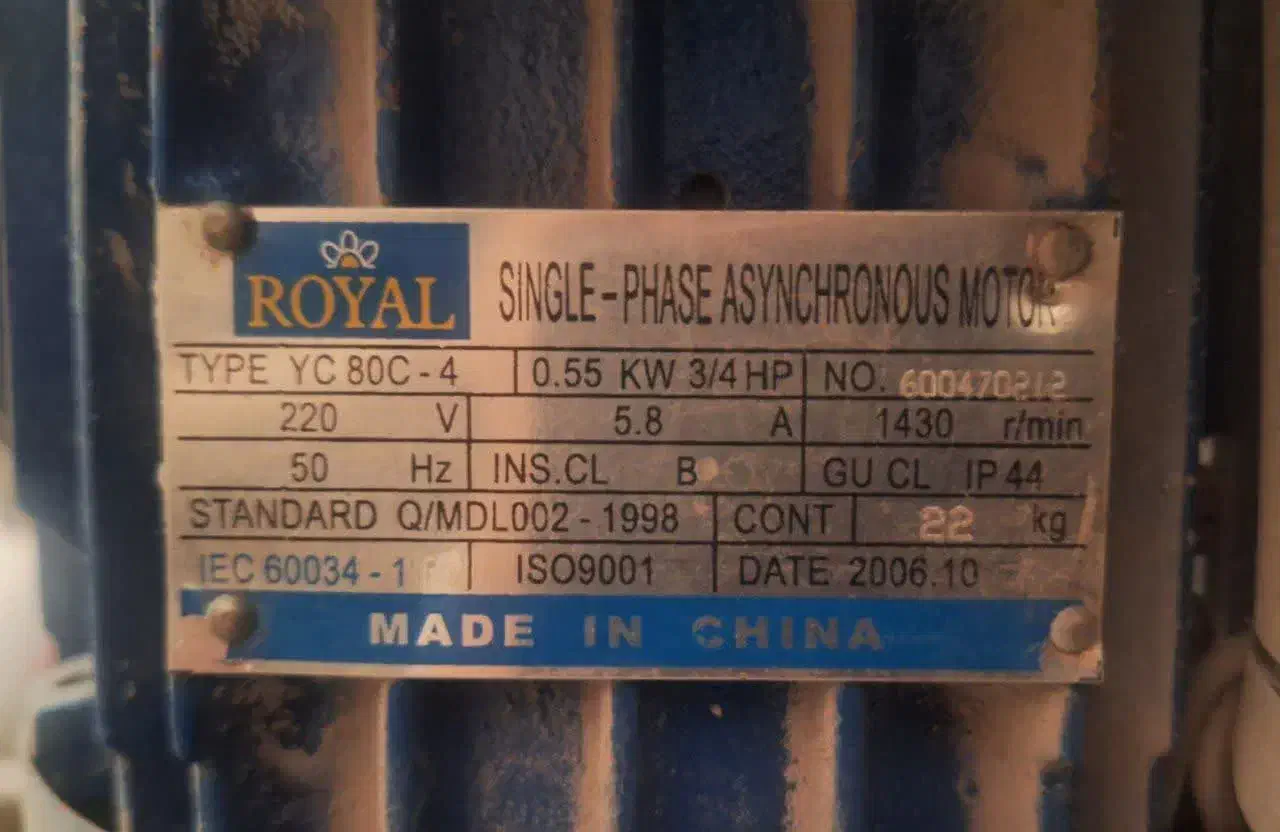 ROYAL
SINGLE-PHASE ASYNCHRONOUS MOTOR
TYPE YC 80C - 4 0.55 KW 3/4 HP NO. 600470212
220 V 5.8 A 1430 r/min
50 Hz INS.CL B GU CL IP 44
STANDARD Q/MDL002 - 1998 CONT 22 kg
IEC 60034 - 1 ISO9001 DATE 2006.10
MADE IN CHINA